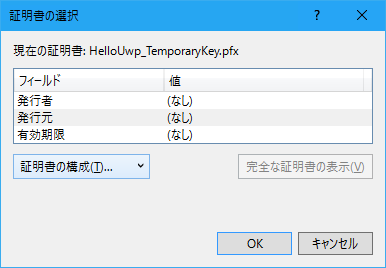 証明書の選択
現在の証明書: HelloUwp_TemporaryKey.pfx
フィールド 値
発行者 (なし)
発行元 (なし)
有効期限 (なし)
証明書の構成(T)... 完全な証明書の表示(V)
OK キャンセル